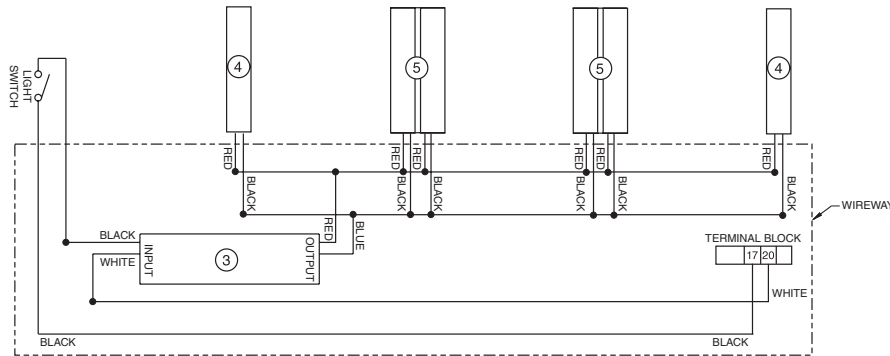 4
5
5
4
LIGHT
SWITCH
RED
BLACK
RED
BLACK
RED
BLACK
RED
BLACK
RED
BLACK
RED
BLACK
WIREWAY
BLACK
WHITE
INPUT
3
OUTPUT
RED
BLUE
TERMINAL BLOCK
17 20
WHITE
BLACK
BLACK